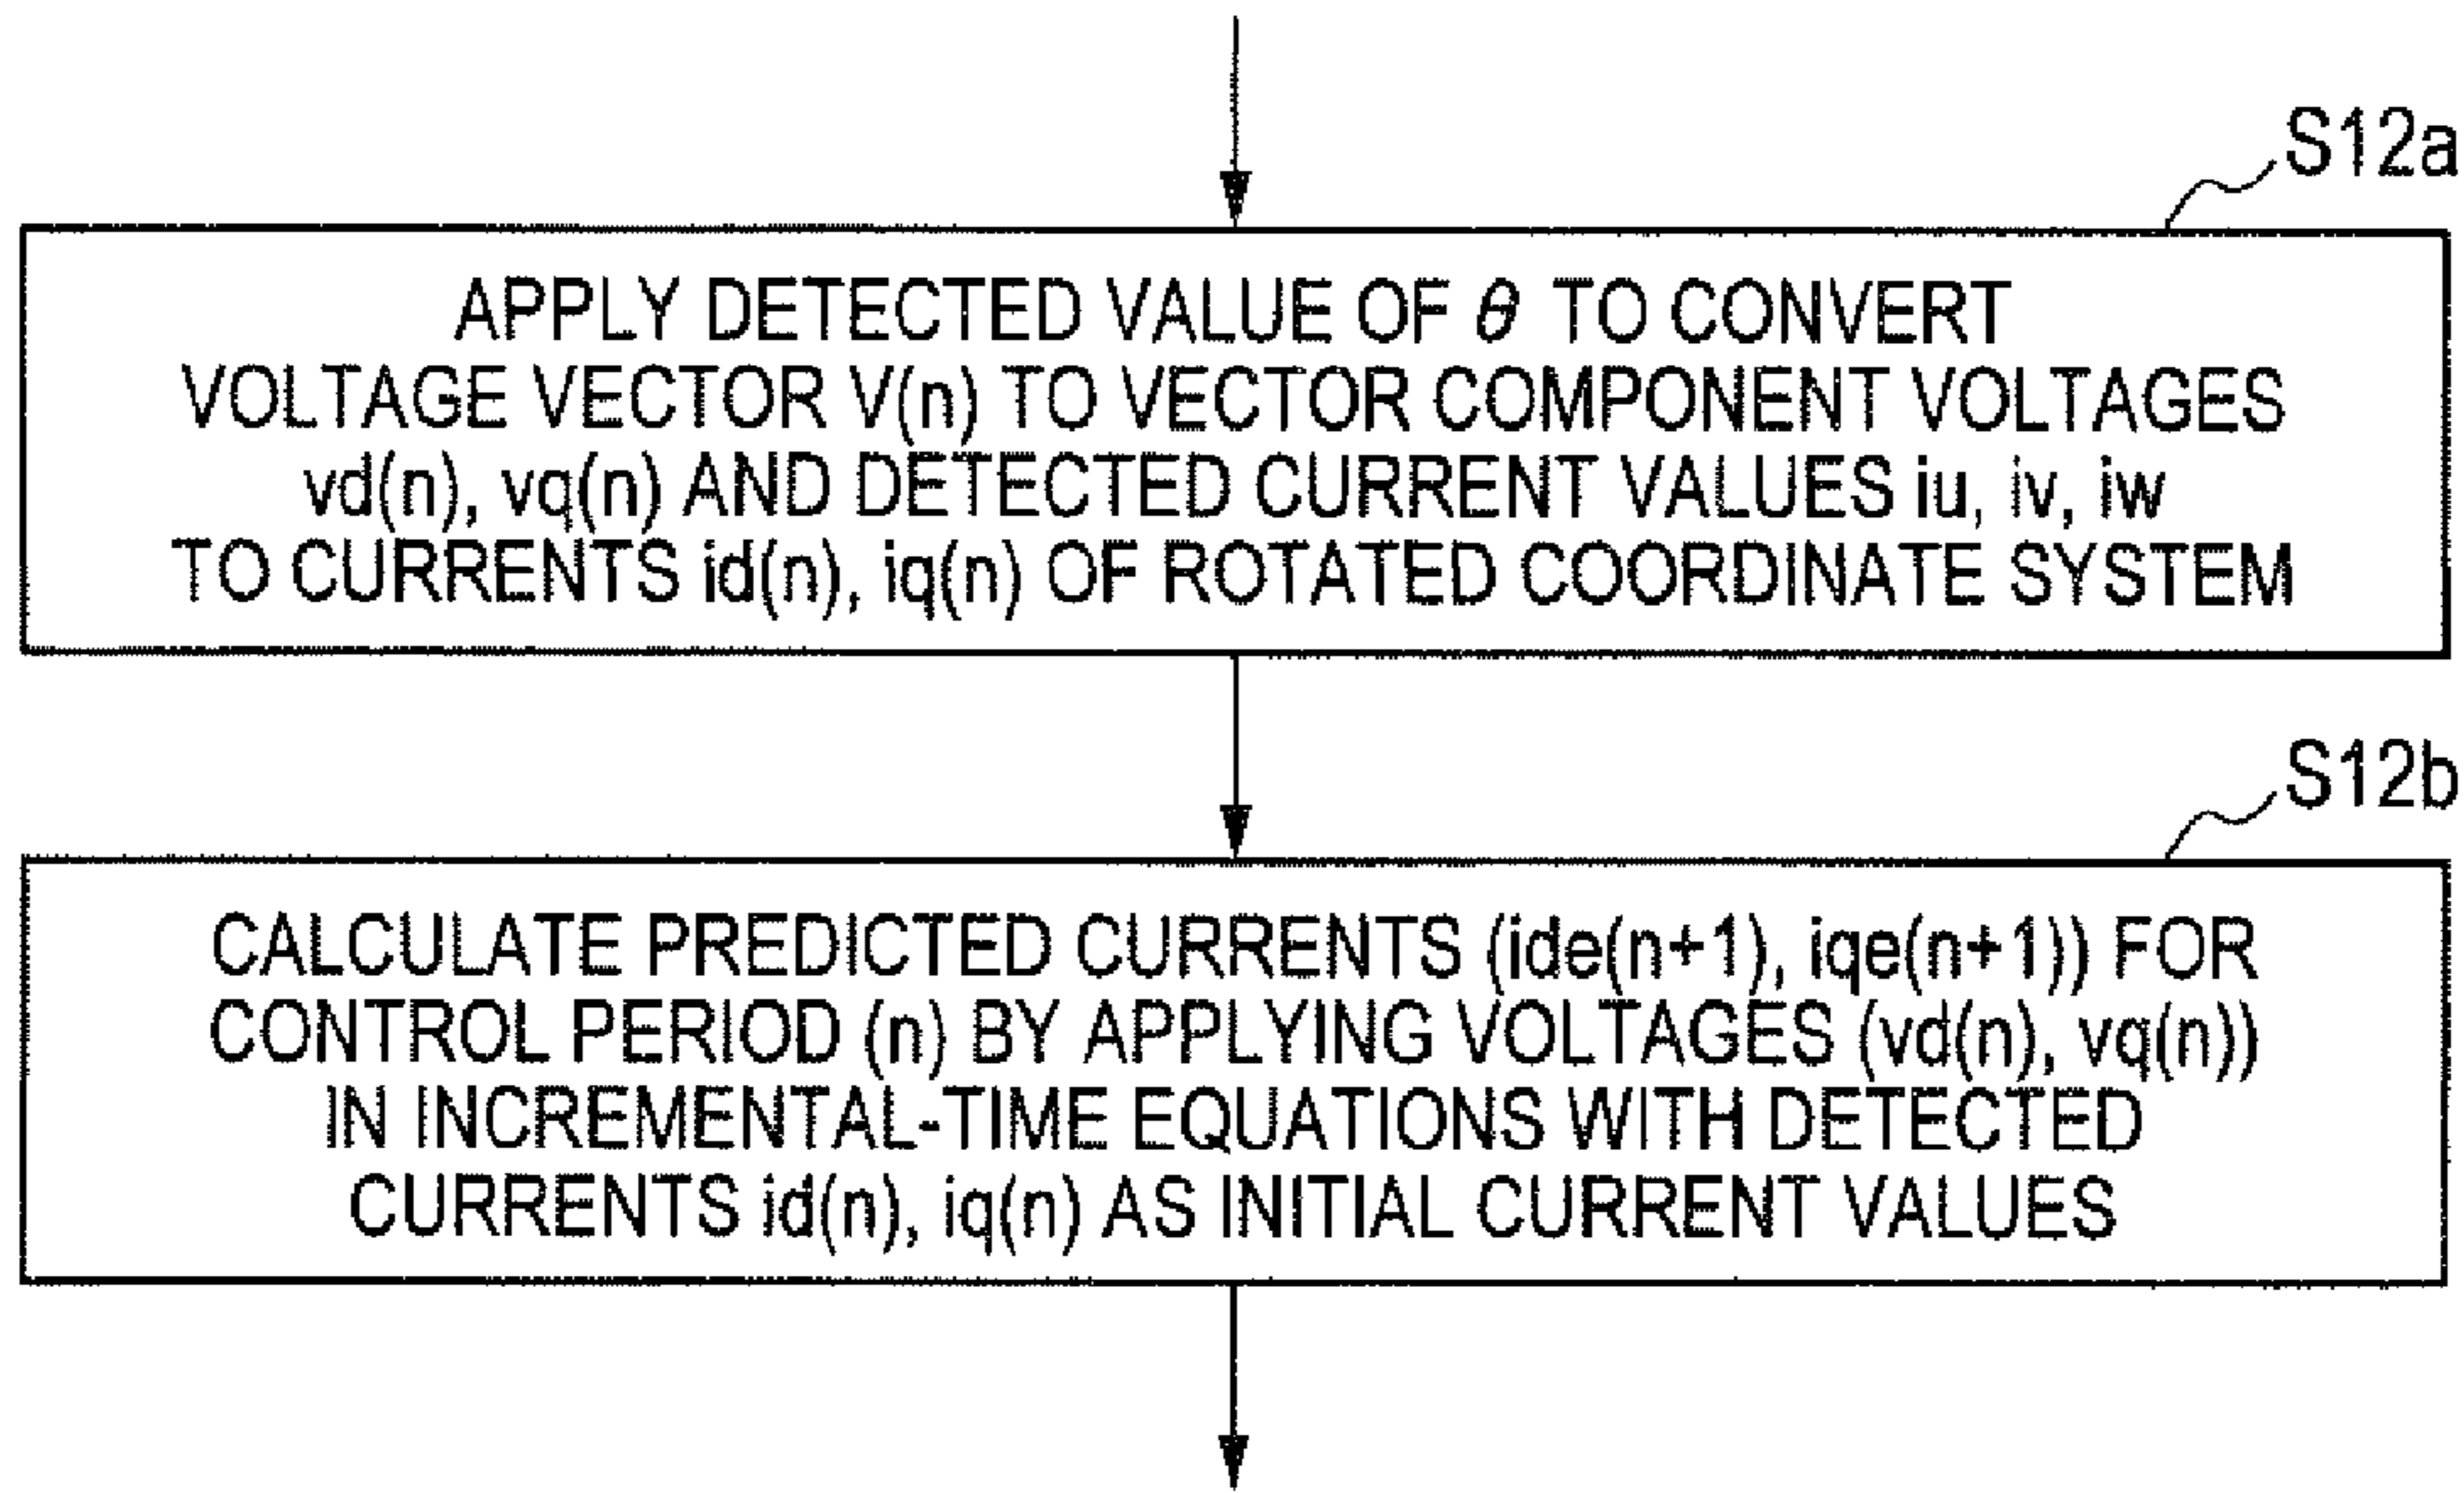 S12a
APPLY DETECTED VALUE OF θ TO CONVERT
VOLTAGE VECTOR V(n) TO VECTOR COMPONENT VOLTAGES
vd(n), vq(n) AND DETECTED CURRENT VALUES iu, iv, iw
TO CURRENTS id(n), iq(n) OF ROTATED COORDINATE SYSTEM
S12b
CALCULATE PREDICTED CURRENTS (ide(n+1), iqe(n+1)) FOR
CONTROL PERIOD (n) BY APPLYING VOLTAGES (vd(n), vq(n))
IN INCREMENTAL-TIME EQUATIONS WITH DETECTED
CURRENTS id(n), iq(n) AS INITIAL CURRENT VALUES